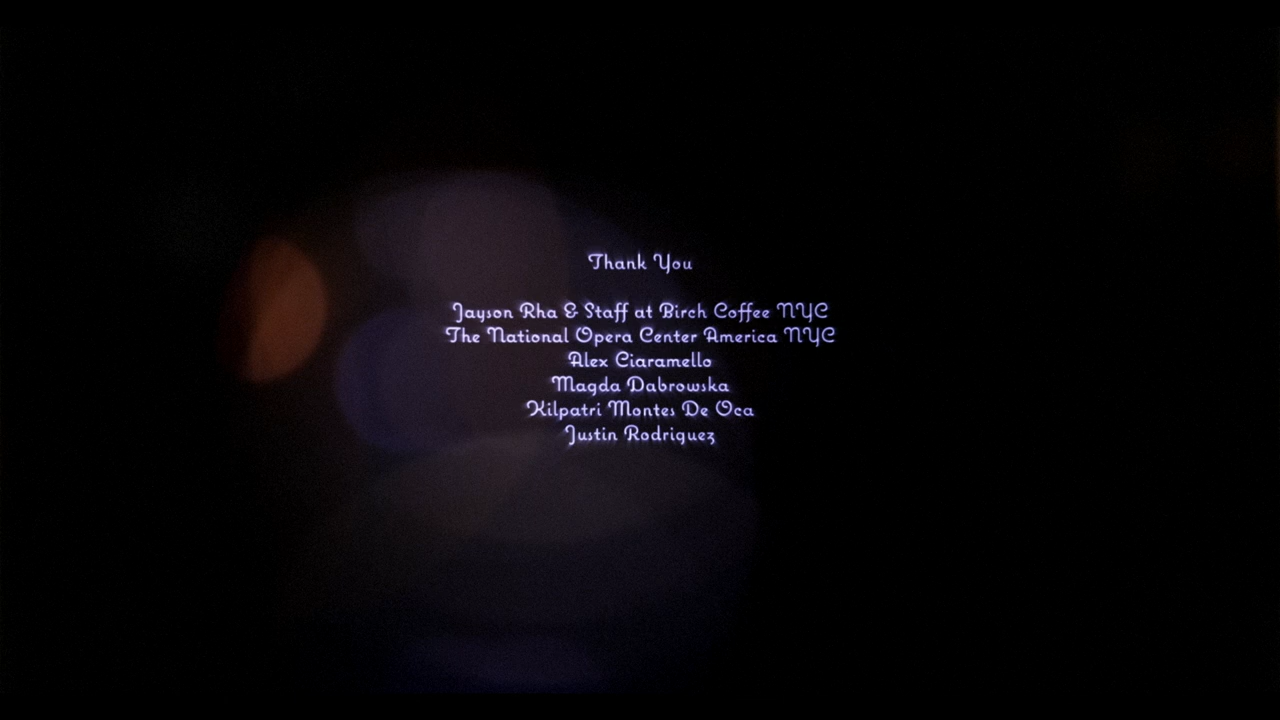 Thank You
Jayson Rha & Staff at Birch Coffee NYC
The National Opera Center America NYC
Alex Ciaramello
Magda Dabrowska
Kilpatri Montes De Oca
Justin Rodriguez